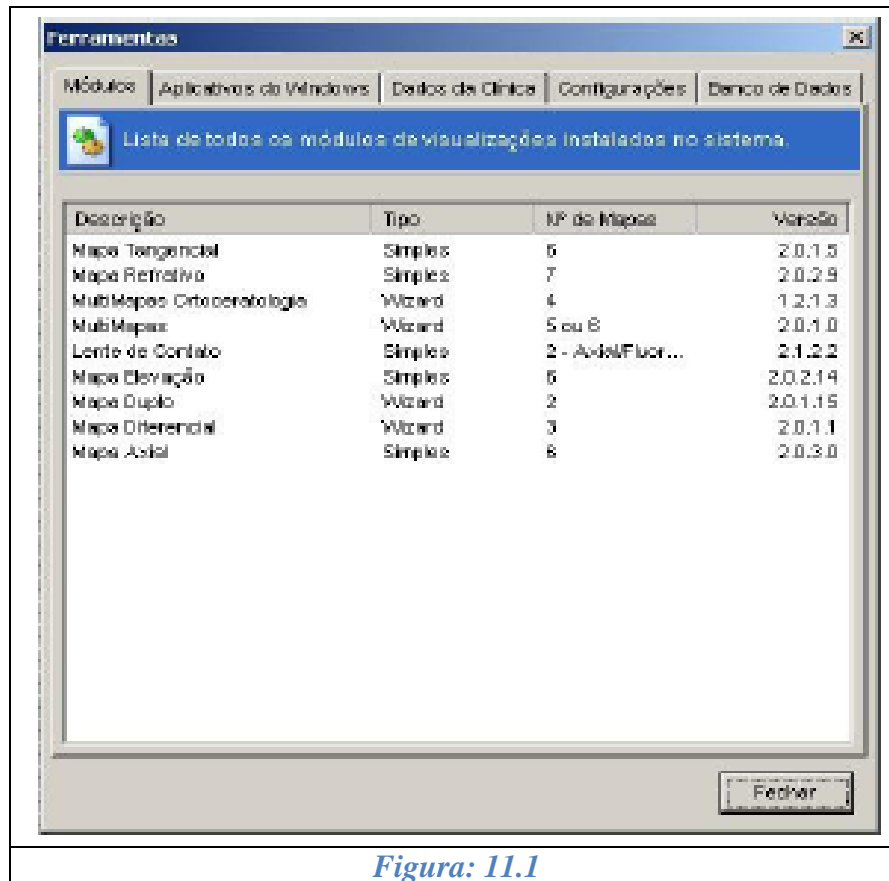 Ferramentas
Módulos Aplicativos do Windows Dados da Clínica Configurações Banco de Dados
Lista de todos os módulos de visualizações instalados no sistema.
Descrição Tipo Nº de Mapas Versão
Mapa Tangencial Simples 2.0.1.5
Mapa Refrativo Simples 7 2.0.2.9
MultiMapas Ortoceratologia Wizard 4 1.2.1.3
MultiMapas Wizard 5 ou 6 2.0.1.0
Lente de Contato Simples 2 - Axial/Fluor... 2.1.2.2
Mapa Elevação Simples 2.0.2.14
Mapa Duplo Wizard 2 2.0.1.15
Mapa Diferencial Wizard 3 2.0.1.1
Mapa Axial Simples 2.0.3.0
Fechar
Figura: 11.1